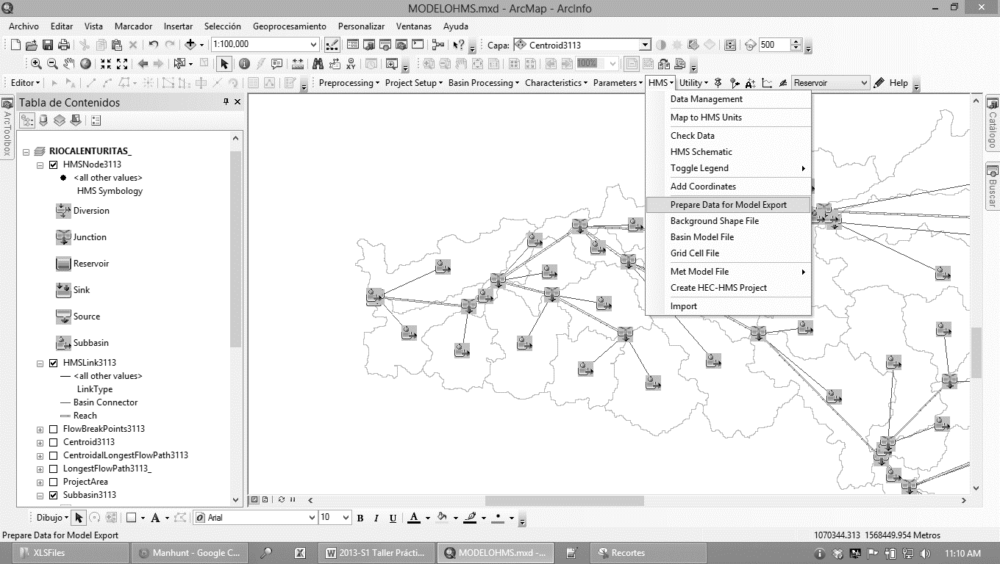 MODELOHMS.mxd - ArcMap - ArcInfo
Archivo Editar Vista Marcador Insertar Selección Geoprocesamiento Personalizar Ventanas Ayuda
1:100,000 Capa: Centroid3113 500
100%
Editor Preprocessing Project Setup Basin Processing Characteristics Parameters HMS Utility Reservoir Help
Data Management
Map to HMS Units
Check Data
HMS Schematic
Toggle Legend
Add Coordinates
Prepare Data for Model Export
Background Shape File
Basin Model File
Grid Cell File
Met Model File
Create HEC-HMS Project
Import
ArcToolbox
Tabla de Contenidos
RIOCALENTURITAS_
HMSNode3113
<all other values>
HMS Symbology
Diversion
Junction
Reservoir
Sink
Source
Subbasin
HMSLink3113
<all other values>
LinkType
Basin Connector
Reach
FlowBreakPoints3113
Centroid3113
CentroidalLongestFlowPath3113
LongestFlowPath3113_
ProjectArea
Subbasin3113
Catálogo
Buscar
Dibujo A Arial 10 B I U A
Prepare Data for Model Export 1070344.313 1568449.954 Metros
XLSFiles Manhunt - Google C... 2013-S1 Taller Prácti... MODELOHMS.mxd -... Recortes 11:10 AM